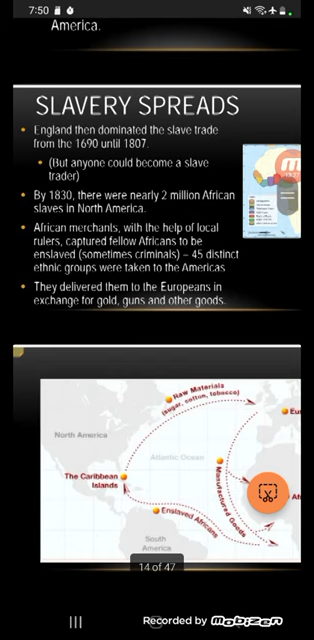 7:50
America.
SLAVERY SPREADS
• England then dominated the slave trade
from the 1690 until 1807.
• (But anyone could become a slave
trader)
• By 1830, there were nearly 2 million African
slaves in North America.
• African merchants, with the help of local
rulers, captured fellow Africans to be
enslaved (sometimes criminals) – 45 distinct
ethnic groups were taken to the Americas
• They delivered them to the Europeans in
exchange for gold, guns and other goods.
Raw Materials
(sugar, cotton, tobacco)
North America
Eur
Atlantic Ocean
The Caribbean
Islands
Manufactured Goods
Af
Enslaved Africans
South
America
14 of 47
Recorded by Mobizen